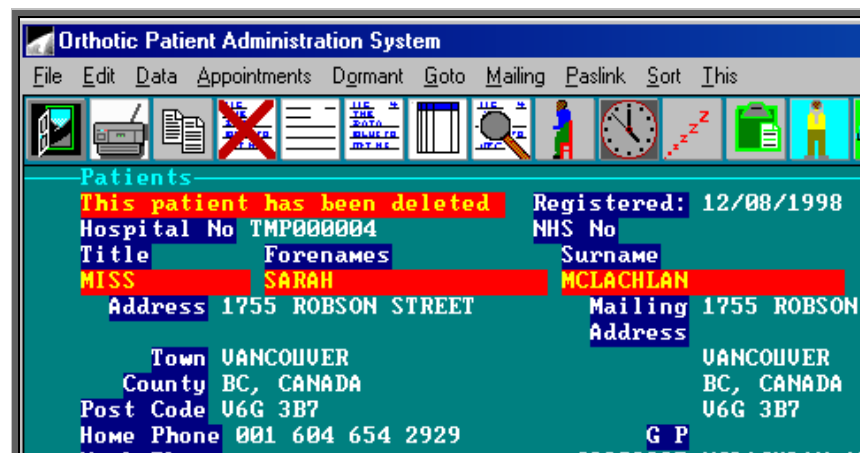 Orthotic Patient Administration System
File Edit Data Appointments Dormant Goto Mailing Paslink Sort This
Patients
This patient has been deleted Registered: 12/08/1998
Hospital No TMP000004 NHS No
Title Forenames Surname
MISS SARAH MCLACHLAN
Address 1755 ROBSON STREET Mailing 1755 ROBSON
Address
Town VANCOUVER VANCOUVER
County BC, CANADA BC, CANADA
Post Code V6G 3B7 V6G 3B7
Home Phone 001 604 654 2929 G P